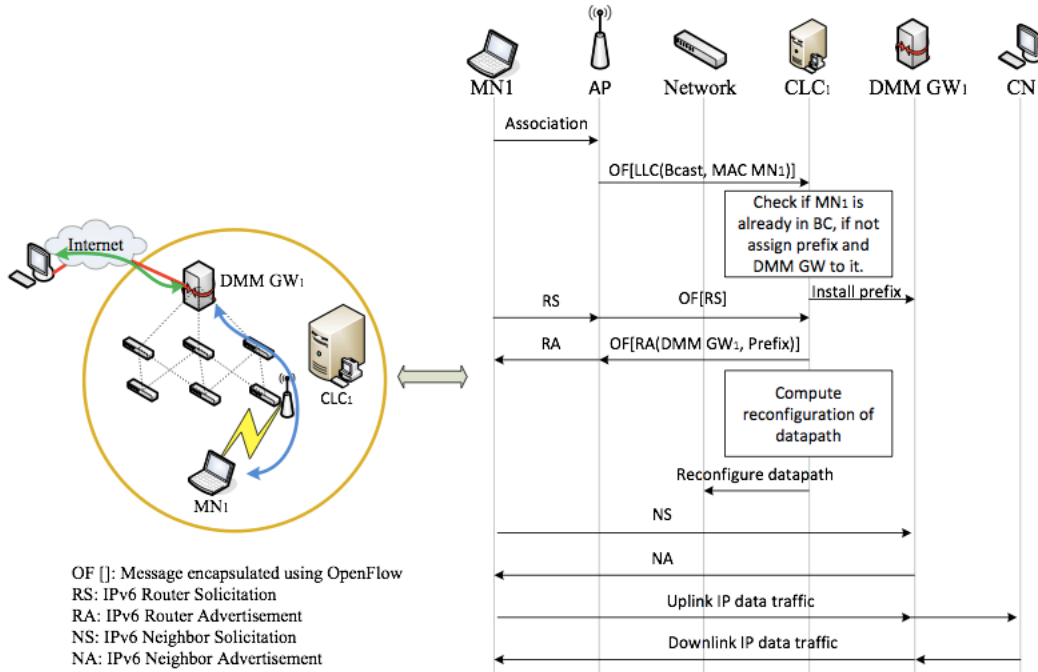 Internet
DMM GW1
CLC1
MN1
OF []: Message encapsulated using OpenFlow
RS: IPv6 Router Solicitation
RA: IPv6 Router Advertisement
NS: IPv6 Neighbor Solicitation
NA: IPv6 Neighbor Advertisement
MN1 AP Network CLC1 DMM GW1 CN
Association
OF[LLC(Bcast, MAC MN1)]
Check if MN1 is
already in BC, if not
assign prefix and
DMM GW to it.
RS OF[RS] Install prefix
RA OF[RA(DMM GW1, Prefix)]
Compute
reconfiguration of
datapath
Reconfigure datapath
NS
NA
Uplink IP data traffic
Downlink IP data traffic